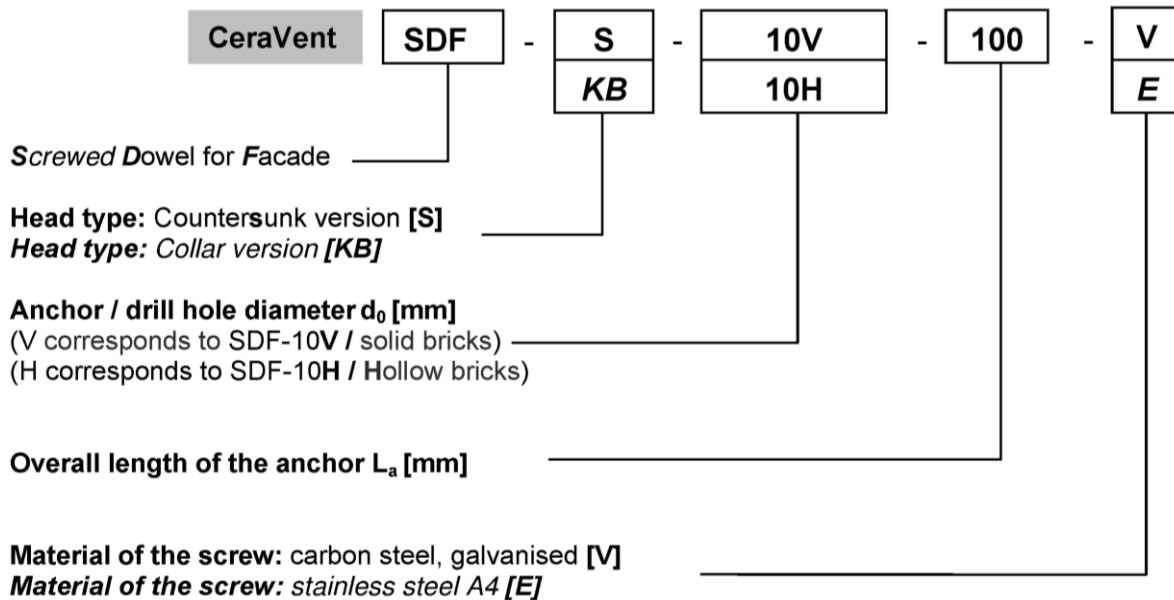 CeraVent SDF - S - 10V - 100 - V
KB 10H E
Screwed Dowel for Facade
Head type: Countersunk version [S]
Head type: Collar version [KB]
Anchor / drill hole diameter d₀ [mm]
(V corresponds to SDF-10V / solid bricks)
(H corresponds to SDF-10H / Hollow bricks)
Overall length of the anchor Lₐ [mm]
Material of the screw: carbon steel, galvanised [V]
Material of the screw: stainless steel A4 [E]